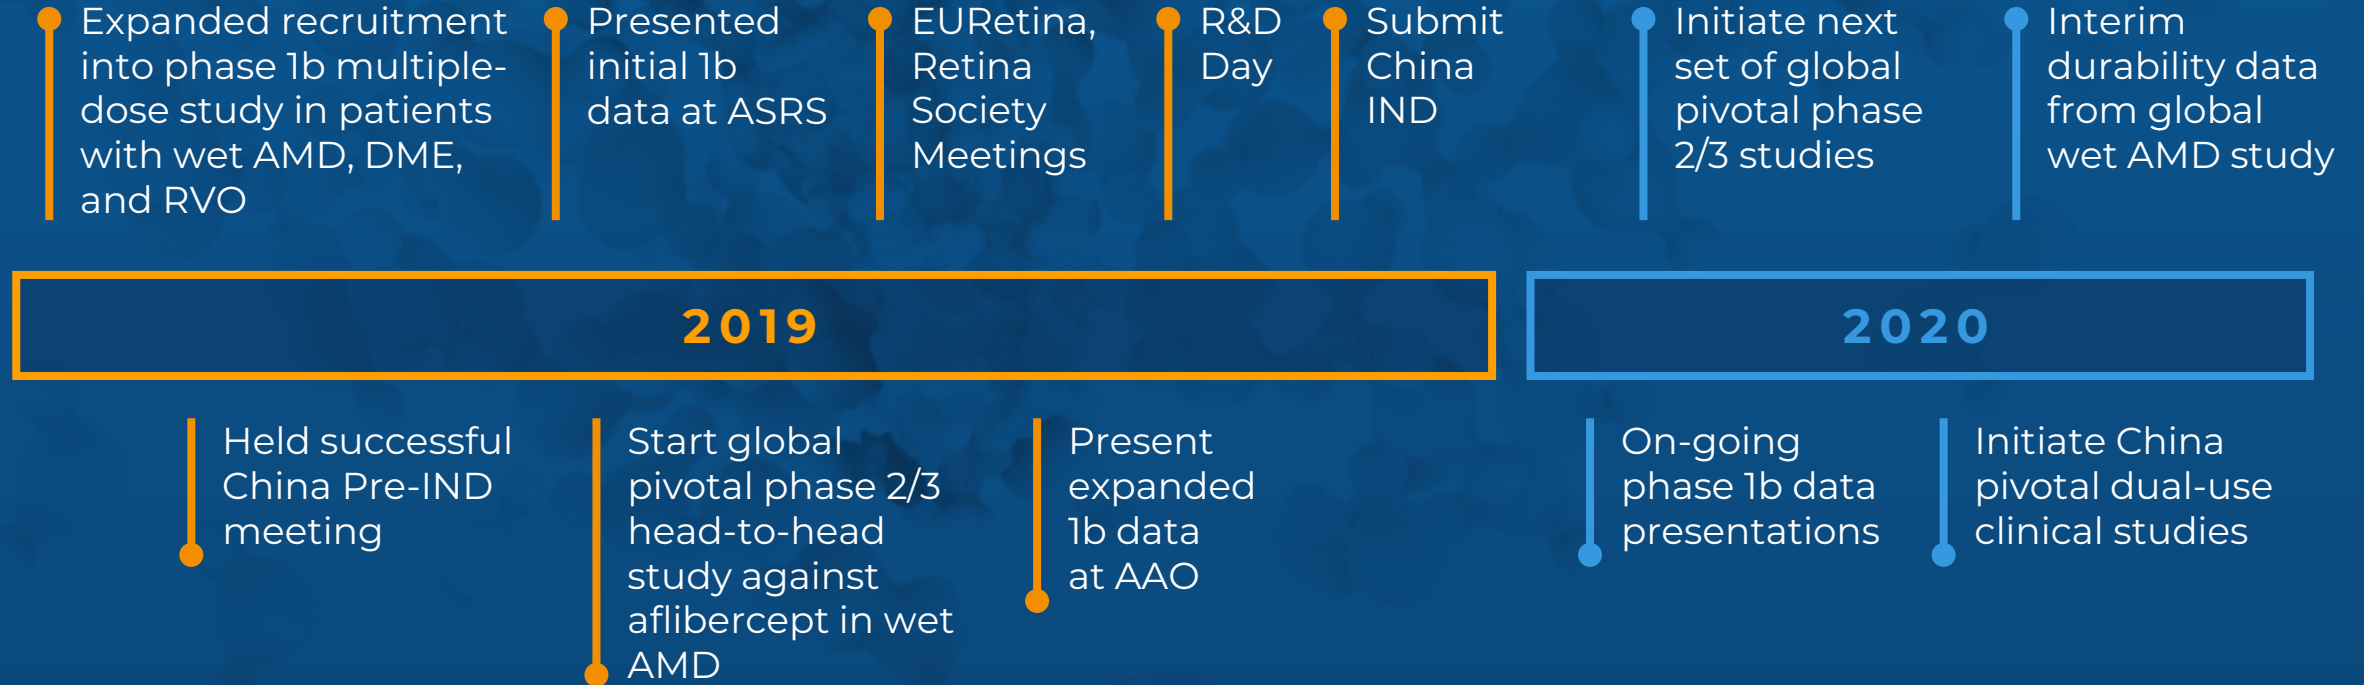 Expanded recruitment
into phase 1b multiple-
dose study in patients
with wet AMD, DME,
and RVO
Presented
initial 1b
data at ASRS
EURetina,
Retina
Society
Meetings
R&D
Day
Submit
China
IND
Initiate next
set of global
pivotal phase
2/3 studies
Interim
durability data
from global
wet AMD study
2019
2020
Held successful
China Pre-IND
meeting
Start global
pivotal phase 2/3
head-to-head
study against
aflibercept in wet
AMD
Present
expanded
1b data
at AAO
On-going
phase 1b data
presentations
Initiate China
pivotal dual-use
clinical studies